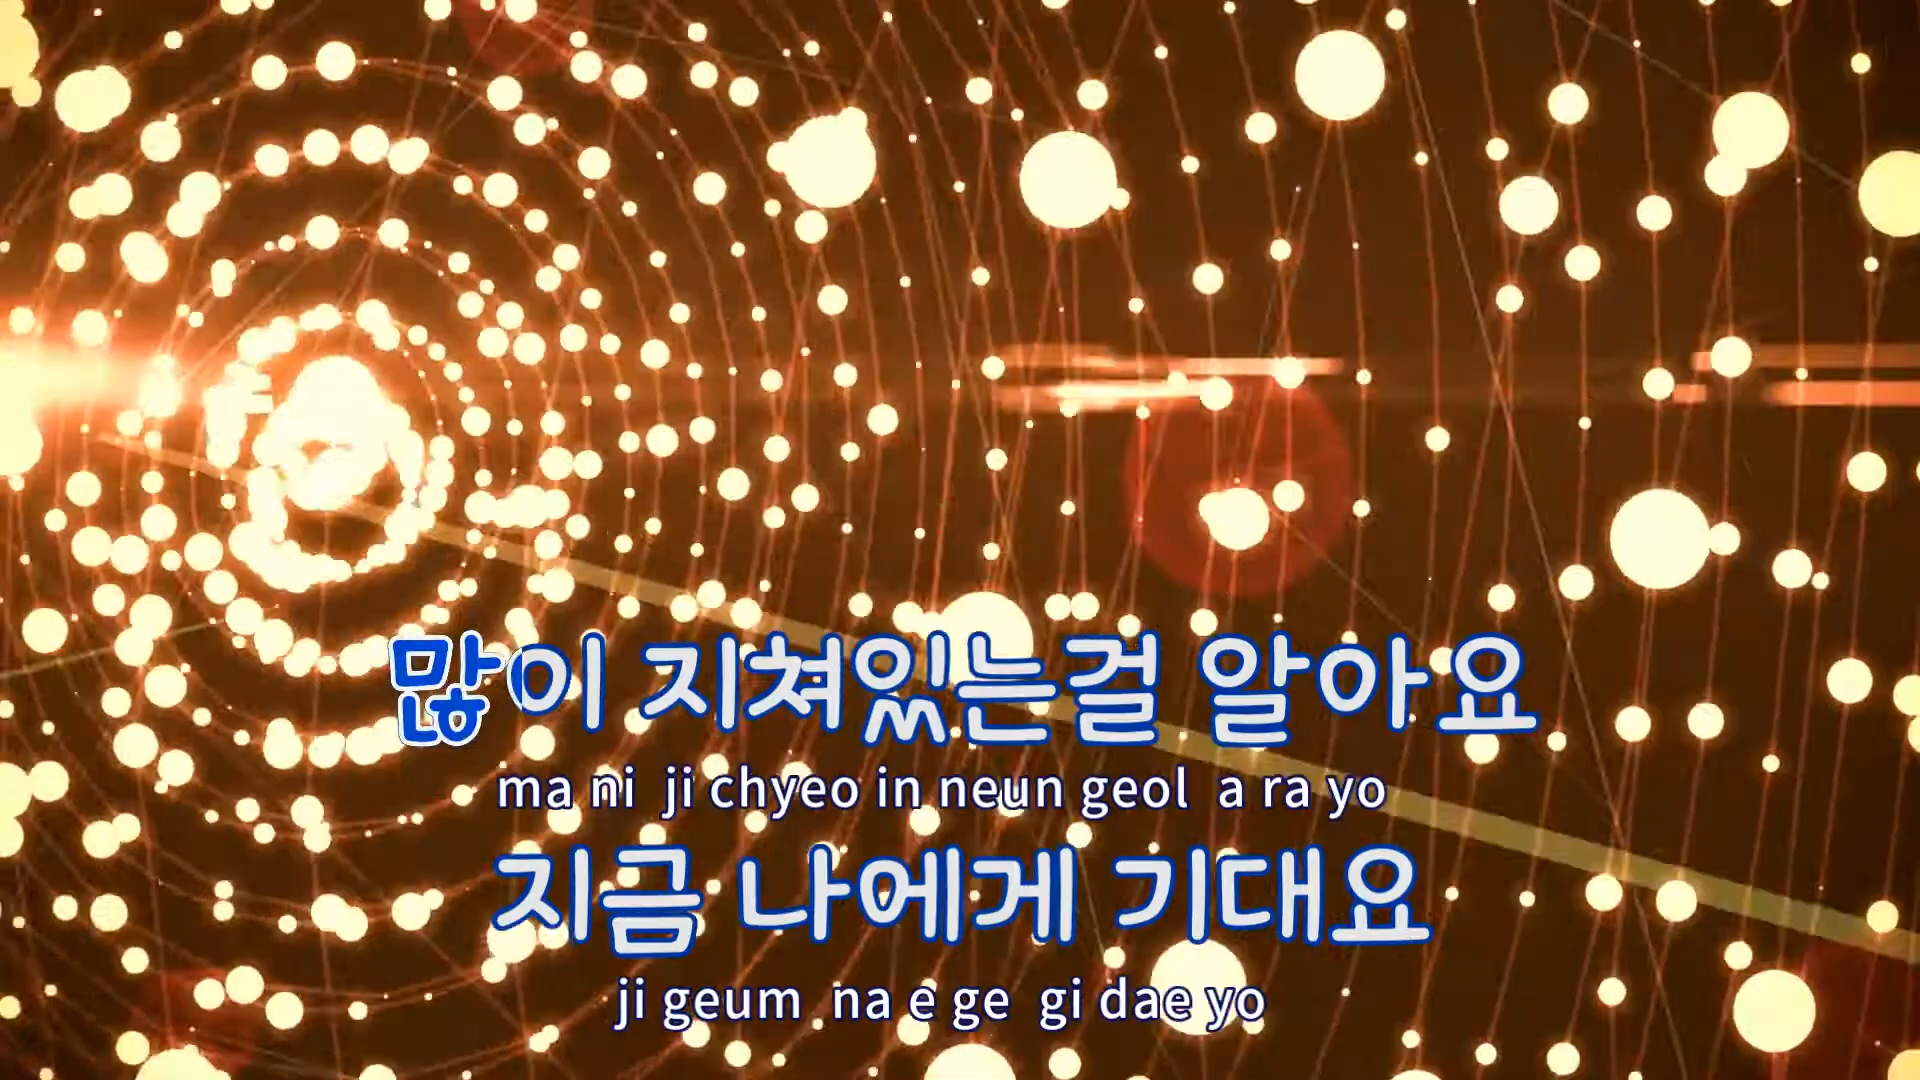 많이 지쳐있는걸 알아요
ma ni ji chyeo in neun geol a ra yo
지금 나에게 기대요
ji geum na e ge gi dae yo